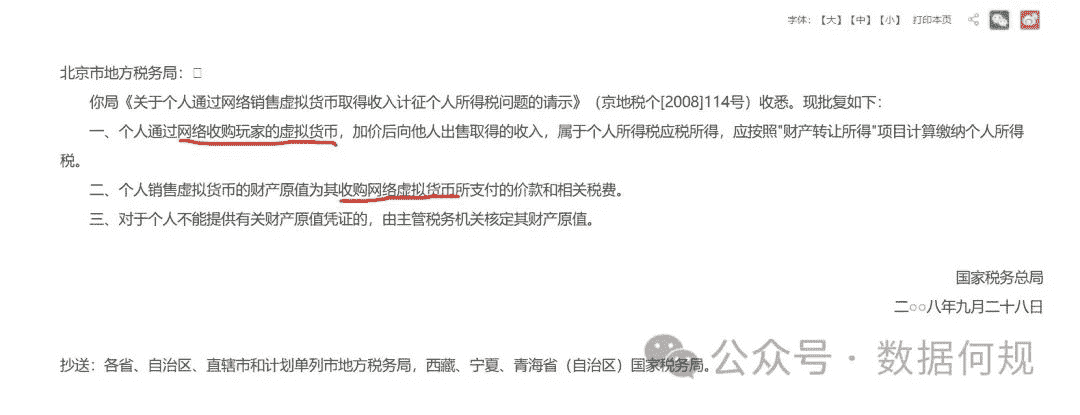 字体：【大】【中】【小】 打印本页
北京市地方税务局：
你局《关于个人通过网络销售虚拟货币取得收入计征个人所得税问题的请示》（京地税个[2008]114号）收悉。现批复如下：
一、个人通过网络收购玩家的虚拟货币，加价后向他人出售取得的收入，属于个人所得税应税所得，应按照"财产转让所得"项目计算缴纳个人所得
税。
二、个人销售虚拟货币的财产原值为其收购网络虚拟货币所支付的价款和相关税费。
三、对于个人不能提供有关财产原值凭证的，由主管税务机关核定其财产原值。
国家税务总局
二○○八年九月二十八日
抄送：各省、自治区、直辖市和计划单列市地方税务局，西藏、宁夏、青海省（自治区）国家税务局。
公众号·数据何规